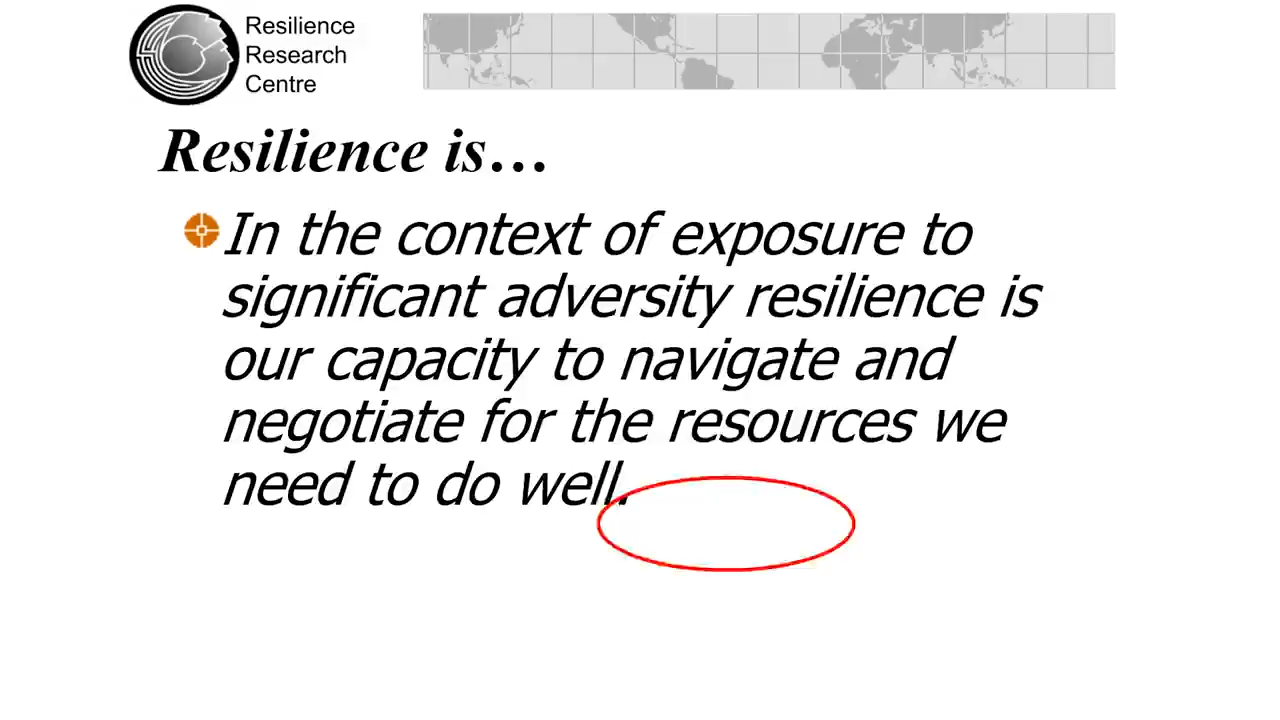 Resilience
Research
Centre
Resilience is…
In the context of exposure to
significant adversity resilience is
our capacity to navigate and
negotiate for the resources we
need to do well.